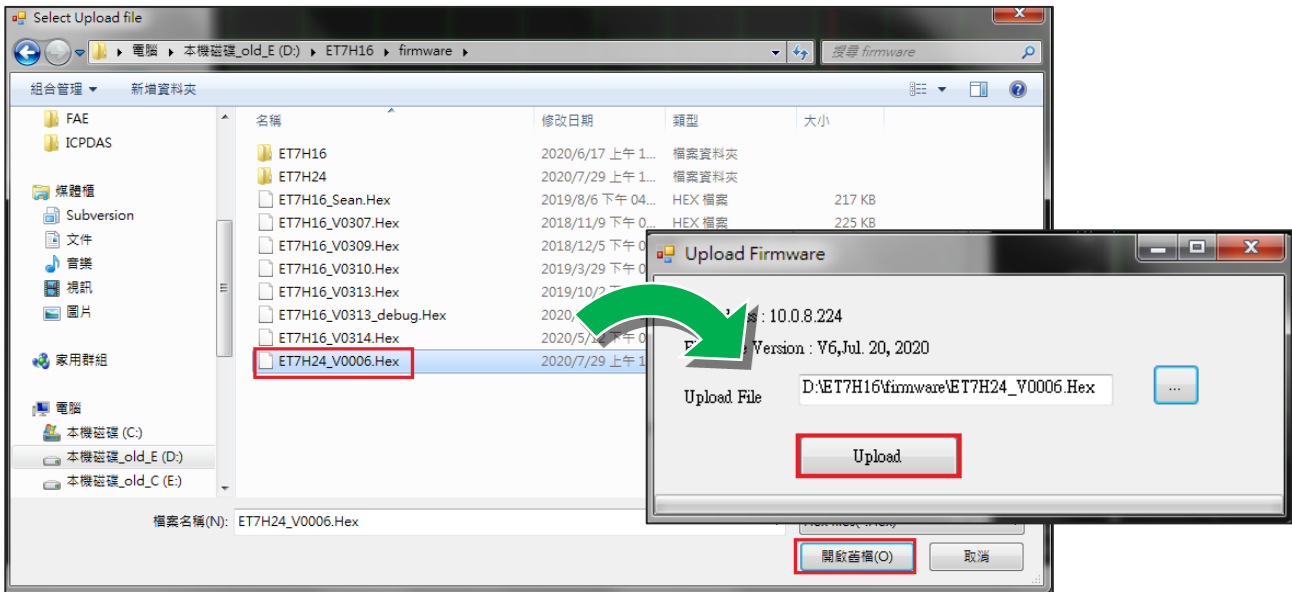 Select Upload file
電腦 本機磁碟_old_E (D:) ET7H16 firmware
搜尋 firmware
組合管理 新增資料夾
FAE
ICPDAS
媒體櫃
Subversion
文件
音樂
視訊
圖片
家用群組
電腦
本機磁碟 (C:)
本機磁碟_old_E (D:)
本機磁碟_old_C (E:)
名稱 修改日期 類型 大小
ET7H16 2020/6/17 上午 1... 檔案資料夾
ET7H24 2020/7/29 上午 1... 檔案資料夾
ET7H16_Sean.Hex 2019/8/6 下午 04... HEX 檔案 217 KB
ET7H16_V0307.Hex 2018/11/9 下午 0... HEX 檔案 225 KB
ET7H16_V0309.Hex 2018/12/5 下午 0
ET7H16_V0310.Hex 2019/3/29 下午 0
ET7H16_V0313.Hex 2019/10/2
ET7H16_V0313_debug.Hex 2020/
ET7H16_V0314.Hex 2020/5/12 下午 0
ET7H24_V0006.Hex 2020/7/29 上午 1
檔案名稱(N): ET7H24_V0006.Hex
開啟舊檔(O) 取消
Upload Firmware
: 10.0.8.224
Version : V6,Jul. 20, 2020
Upload File D:\ET7H16\firmware\ET7H24_V0006.Hex ...
Upload